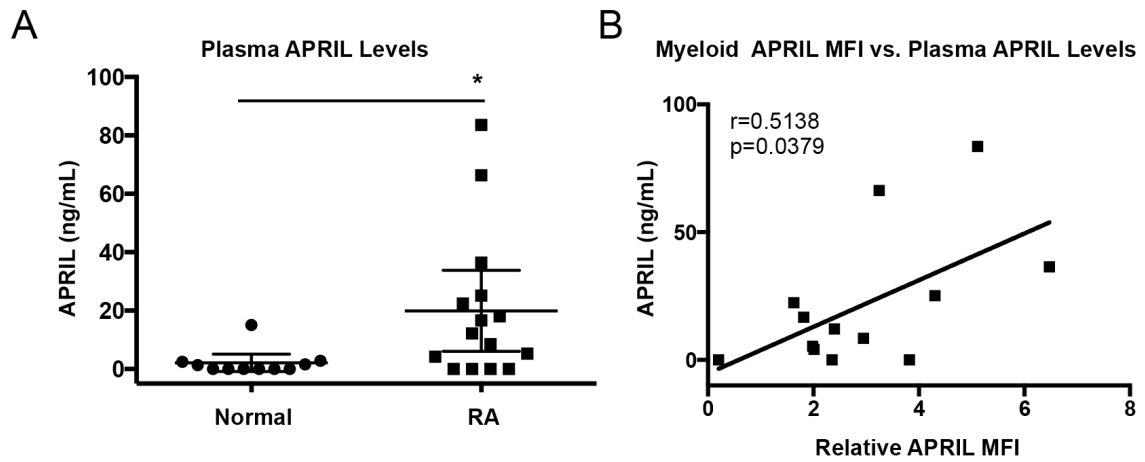 A
Plasma APRIL Levels
*
100
80
60
40
20
0
APRIL (ng/mL)
Normal
RA
B
Myeloid APRIL MFI vs. Plasma APRIL Levels
r=0.5138
p=0.0379
100
50
0
APRIL (ng/mL)
0 2 4 6 8
Relative APRIL MFI